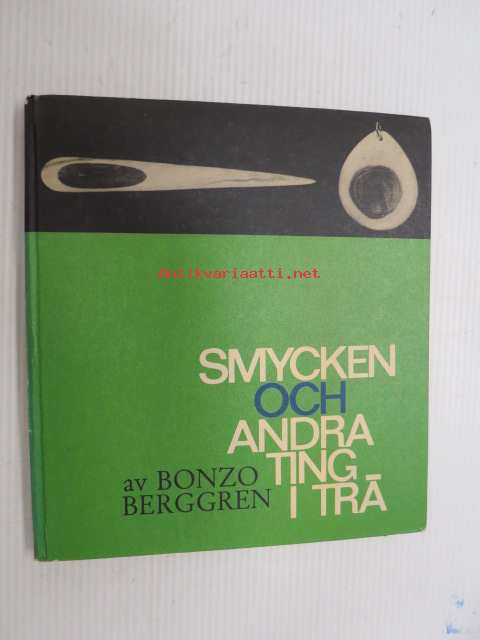 Antikvariaatti.net
SMYCKEN
OCH
ANDRA
TING
I TRÄ
av BONZO
BERGGREN